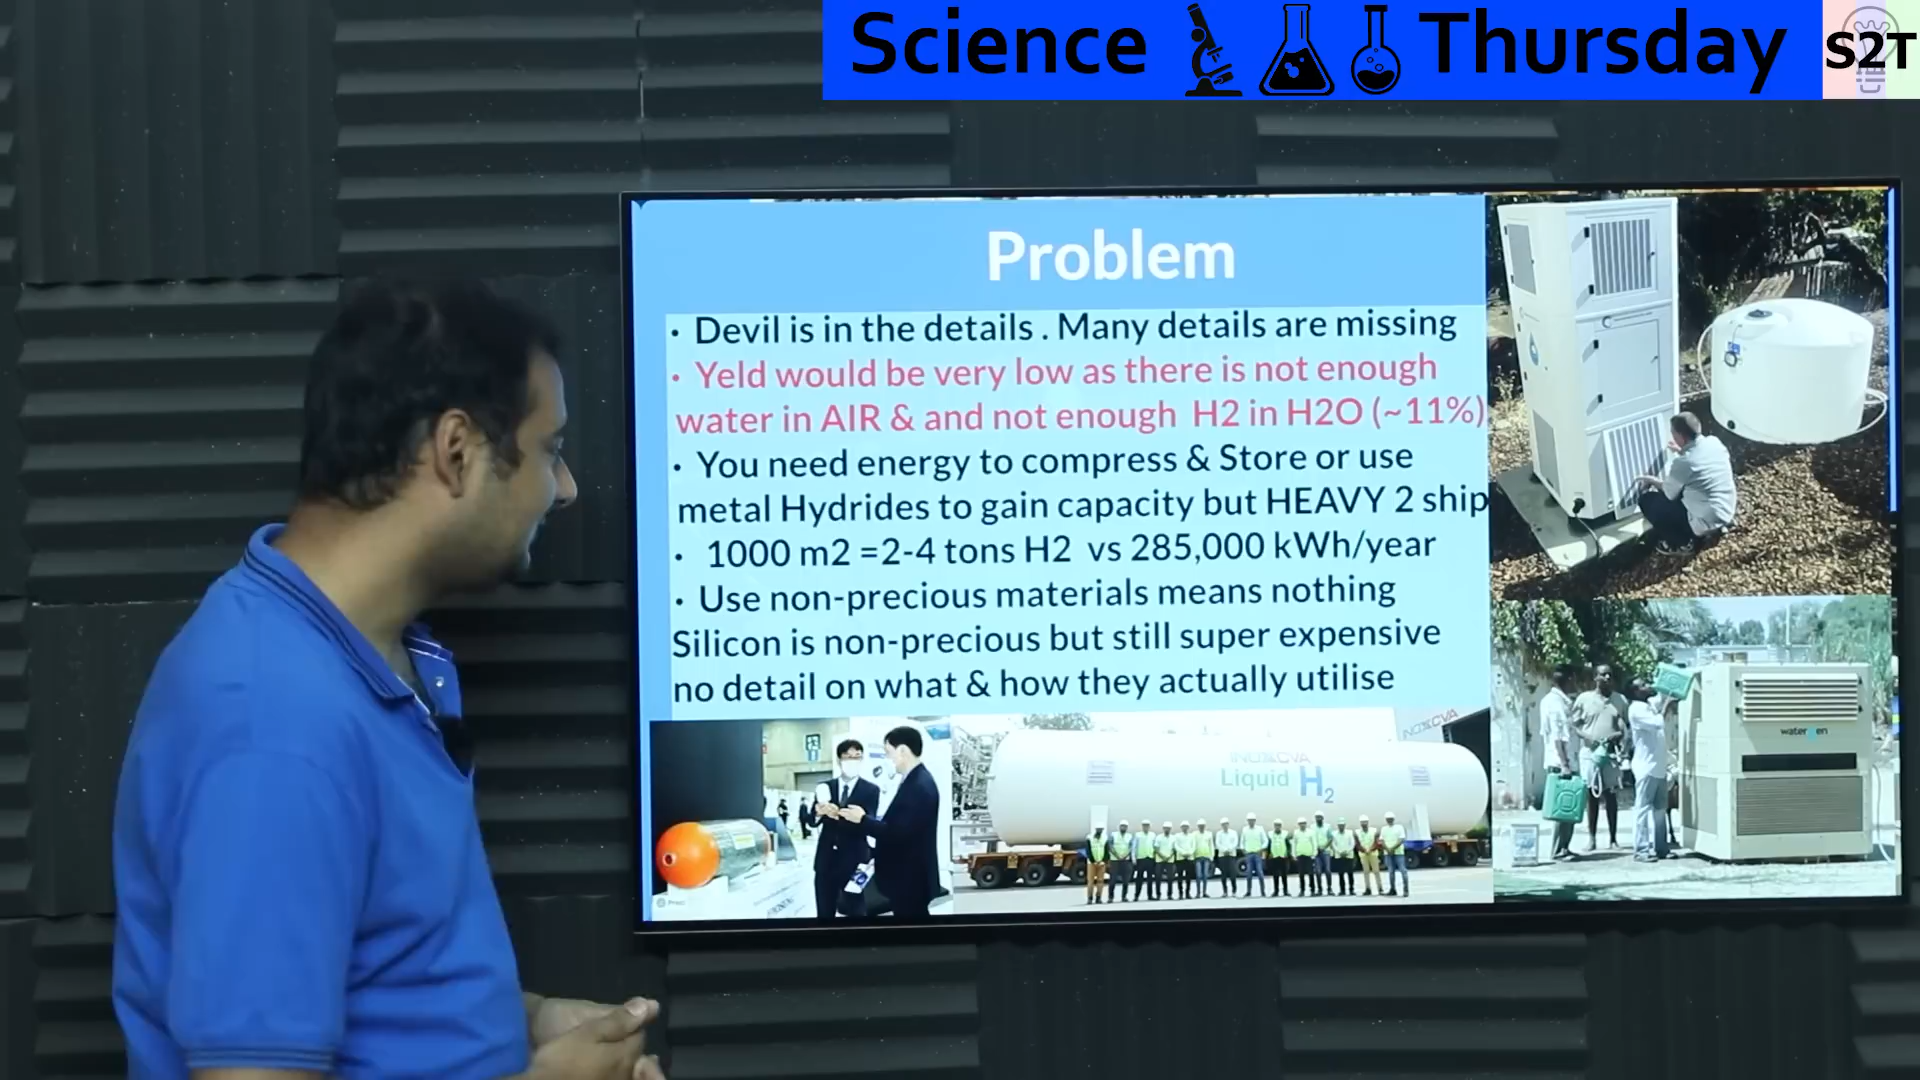 Science Thursday
S2T
Problem
• Devil is in the details . Many details are missing
• Yeld would be very low as there is not enough
water in AIR & and not enough H2 in H2O (~11%)
• You need energy to compress & Store or use
metal Hydrides to gain capacity but HEAVY 2 ship
• 1000 m2 =2-4 tons H2 vs 285,000 kWh/year
• Use non-precious materials means nothing
Silicon is non-precious but still super expensive
no detail on what & how they actually utilise
INOXCVA
INOXCVA
Liquid H2
watergen